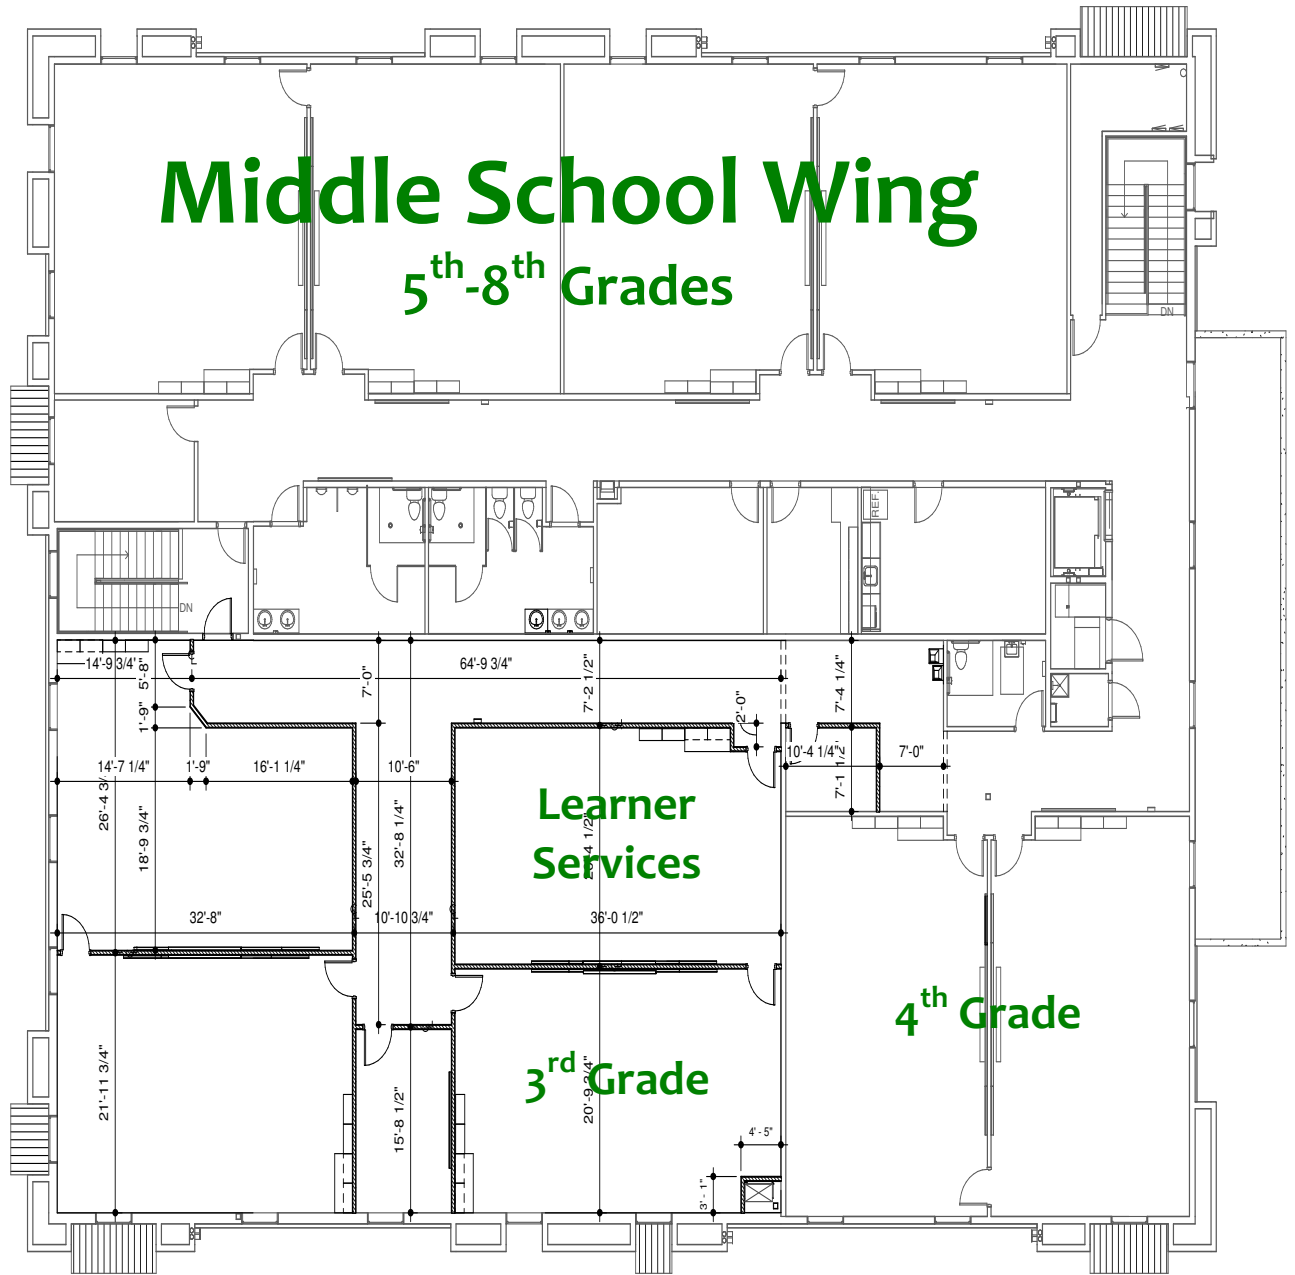 Middle School Wing
5th-8th Grades
DN
REF.
DN
14'-9 3/4"
5'-8"
64'-9 3/4"
7'-0"
7'-2 1/2"
7'-4 1/4"
1'-9"
2'-0"
10'-4 1/4"
7'-0"
7'-1 1/2"
14'-7 1/4"
1'-9"
16'-1 1/4"
10'-6"
18'-9 3/4"
25'-5 3/4"
32'-8 1/4"
Learner
Services
32'-8"
10'-10 3/4"
36'-0 1/2"
4th Grade
3rd Grade
21'-11 3/4"
15'-8 1/2"
20'-9 3/4"
4' - 5"
3' - 1"